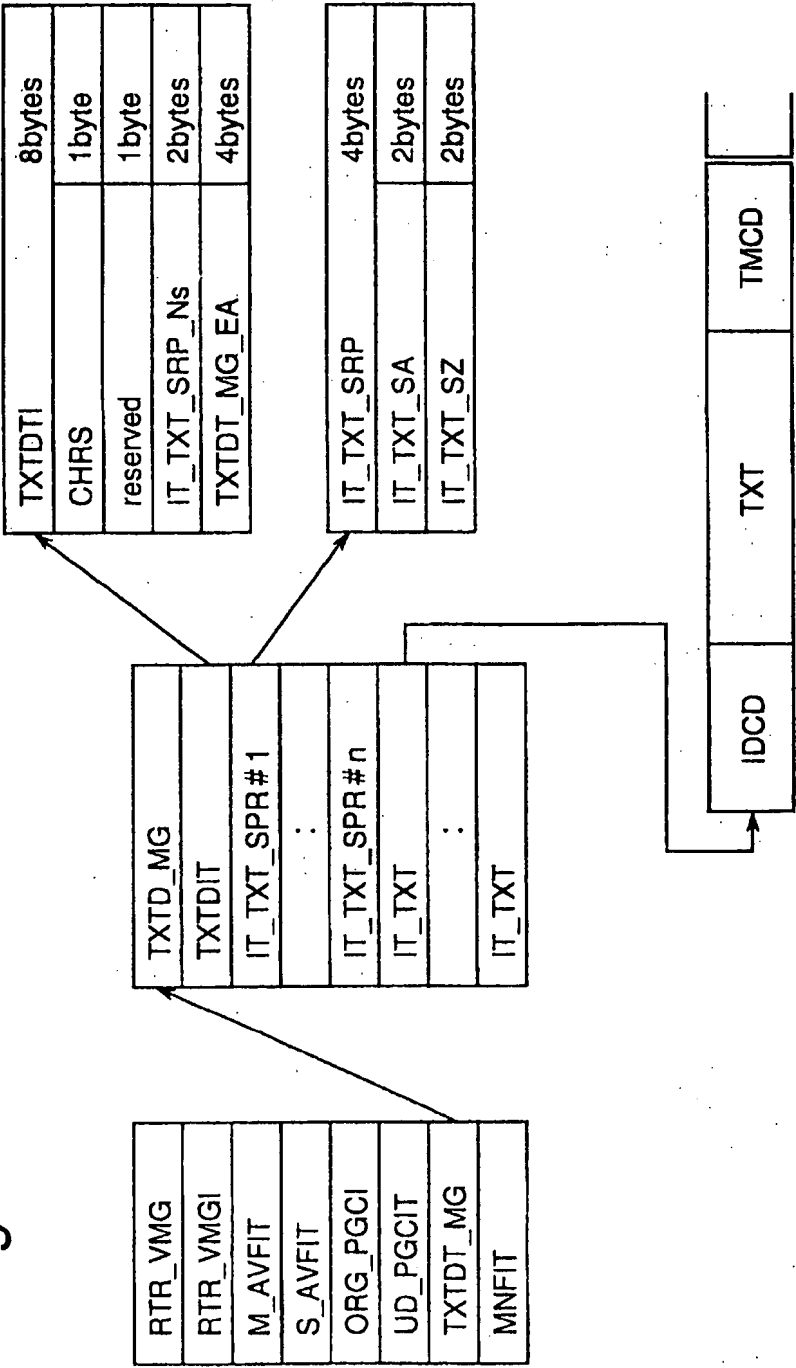 RTR_VMG
RTR_VMGI
M_AVFIT
S_AVFIT
ORG_PGCI
UD_PGCIT
TXTDT_MG
MNFIT
TXTD_MG
TXTDIT
IT_TXT_SPR#1
:
IT_TXT_SPR#n
IT_TXT
:
IT_TXT
TXTDTI 8bytes
CHRS 1byte
reserved 1byte
IT_TXT_SRP_Ns 2bytes
TXTDT_MG_EA 4bytes
IT_TXT_SRP 4bytes
IT_TXT_SA 2bytes
IT_TXT_SZ 2bytes
IDCD TXT TMCD